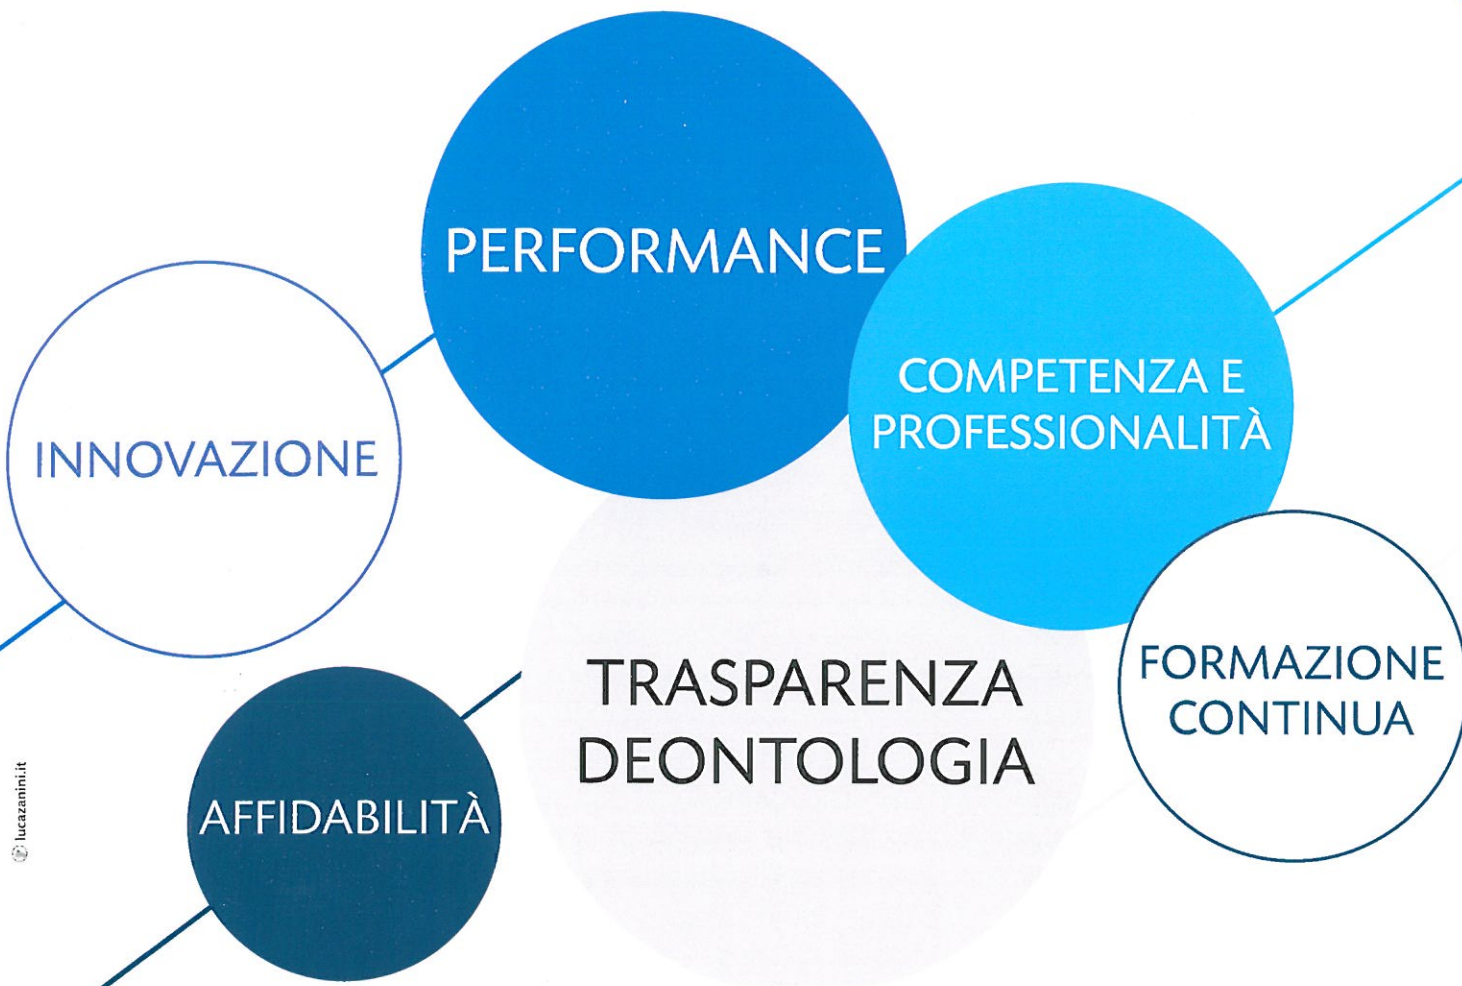 PERFORMANCE
COMPETENZA E
PROFESSIONALITÀ
INNOVAZIONE
TRASPARENZA
DEONTOLOGIA
FORMAZIONE
CONTINUA
AFFIDABILITÀ
lucazanini.it